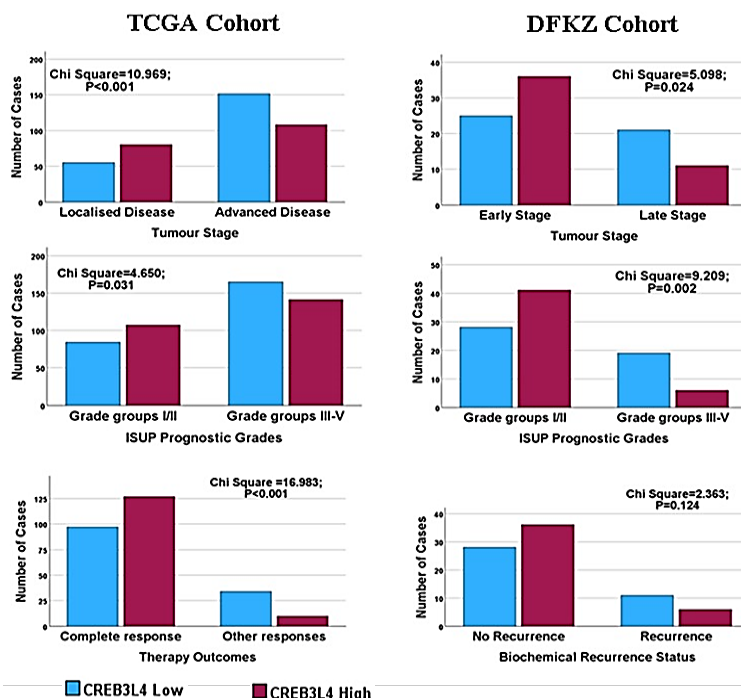 TCGA Cohort
DFKZ Cohort
Number of Cases
200
150
100
50
0
Chi Square=10.969;
P<0.001
Localised Disease
Advanced Disease
Tumour Stage
Number of Cases
40
30
20
10
0
Chi Square=5.098;
P=0.024
Early Stage
Late Stage
Tumour Stage
Number of Cases
200
150
100
50
0
Chi Square=4.650;
P=0.031
Grade groups I/II
Grade groups III-V
ISUP Prognostic Grades
Number of Cases
50
40
30
20
10
0
Chi Square=9.209;
P=0.002
Grade groups I/II
Grade groups III-V
ISUP Prognostic Grades
Number of Cases
125
100
75
50
25
0
Chi Square =16.983;
P<0.001
Complete response
Other responses
Therapy Outcomes
Number of Cases
40
30
20
10
0
Chi Square=2.363;
P=0.124
No Recurrence
Recurrence
Biochemical Recurrence Status
CREB3L4 Low
CREB3L4 High